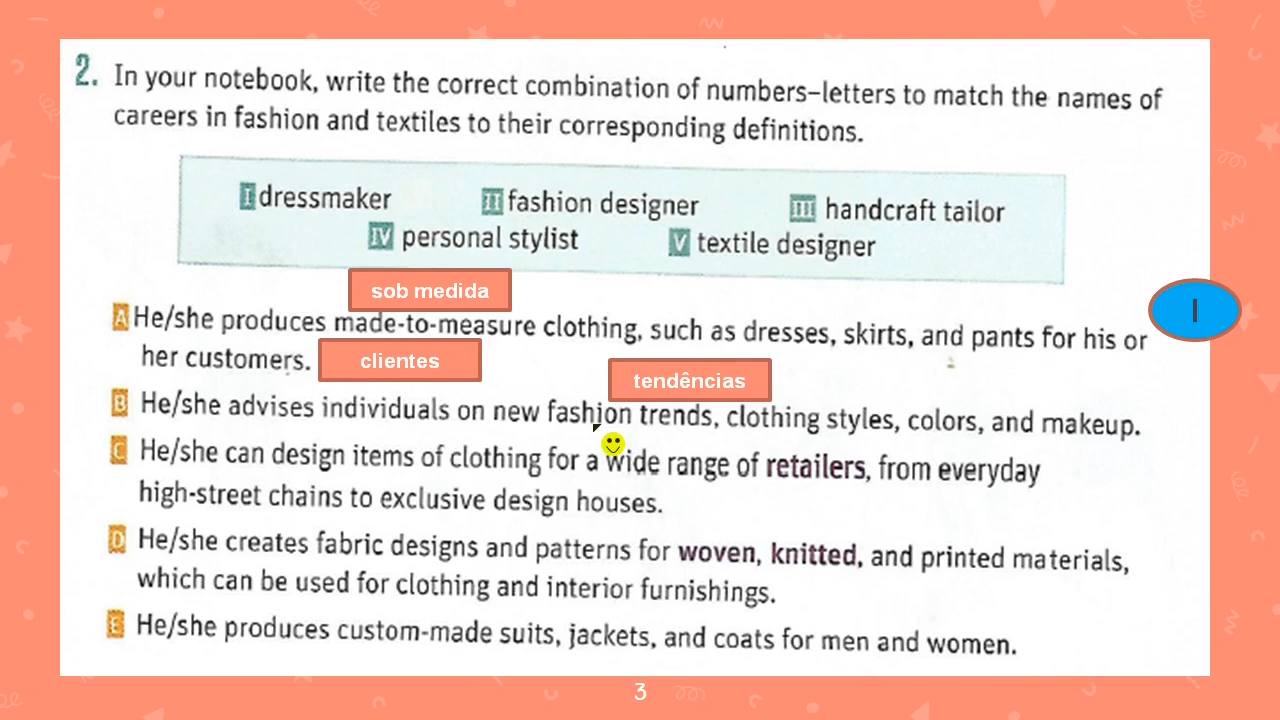 2. In your notebook, write the correct combination of numbers–letters to match the names of
careers in fashion and textiles to their corresponding definitions.
I dressmaker II fashion designer III handcraft tailor
IV personal stylist V textile designer
sob medida
A He/she produces made-to-measure clothing, such as dresses, skirts, and pants for his or
I
her customers.
clientes
tendências
B He/she advises individuals on new fashion trends, clothing styles, colors, and makeup.
C He/she can design items of clothing for a wide range of retailers, from everyday
high-street chains to exclusive design houses.
D He/she creates fabric designs and patterns for woven, knitted, and printed materials,
which can be used for clothing and interior furnishings.
E He/she produces custom-made suits, jackets, and coats for men and women.
3